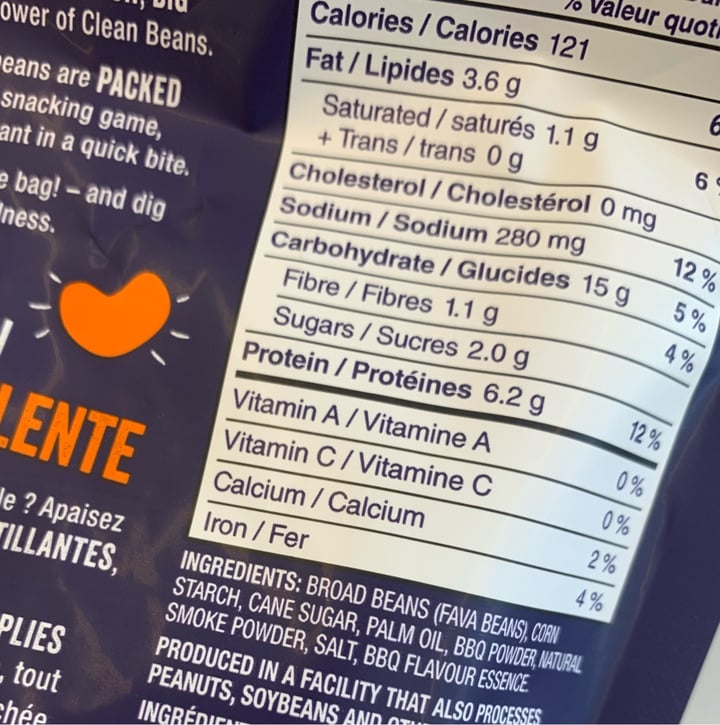 ower of Clean Beans.
eans are PACKED
snacking game,
ant in a quick bite.
e bag! – and dig
lness.
LENTE
le ? Apaisez
TILLANTES,
PLIES
, tout
chée
% valeur quoti
Calories / Calories 121
Fat / Lipides 3.6 g 6
Saturated / saturés 1.1 g
+ Trans / trans 0 g 6
Cholesterol / Cholestérol 0 mg
Sodium / Sodium 280 mg 12 %
Carbohydrate / Glucides 15 g 5 %
Fibre / Fibres 1.1 g 4 %
Sugars / Sucres 2.0 g
Protein / Protéines 6.2 g 12 %
Vitamin A / Vitamine A 0 %
Vitamin C / Vitamine C 0 %
Calcium / Calcium 2 %
Iron / Fer 4 %
INGREDIENTS: BROAD BEANS (FAVA BEANS), CORN
STARCH, CANE SUGAR, PALM OIL, BBQ POWDER, NATURAL
SMOKE POWDER, SALT, BBQ FLAVOUR ESSENCE.
PRODUCED IN A FACILITY THAT ALSO PROCESSES
PEANUTS, SOYBEANS AND